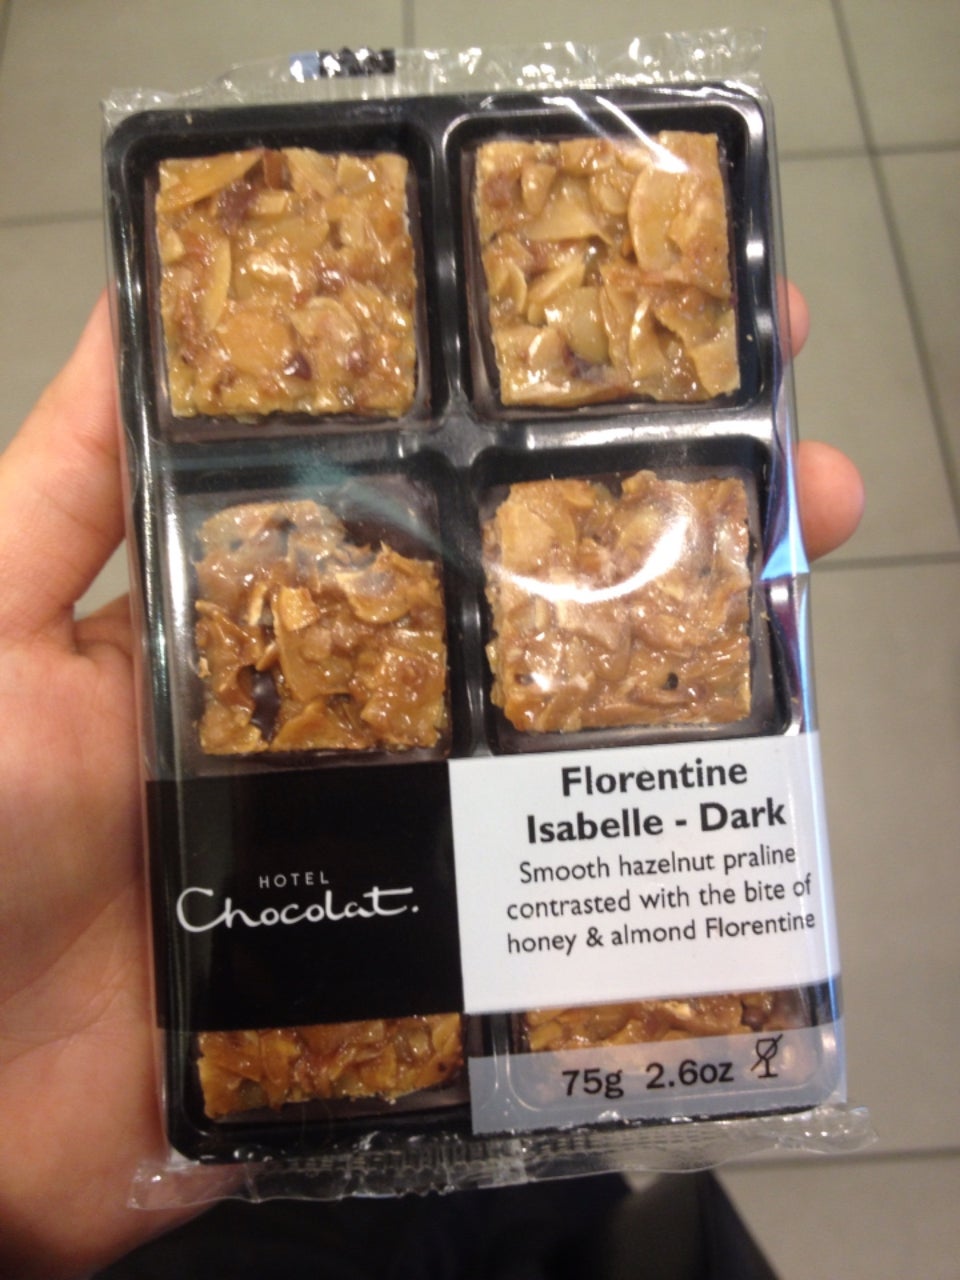 HOTEL
Chocolat.
Florentine
Isabelle - Dark
Smooth hazelnut praline
contrasted with the bite of
honey & almond Florentine
75g 2.6oz